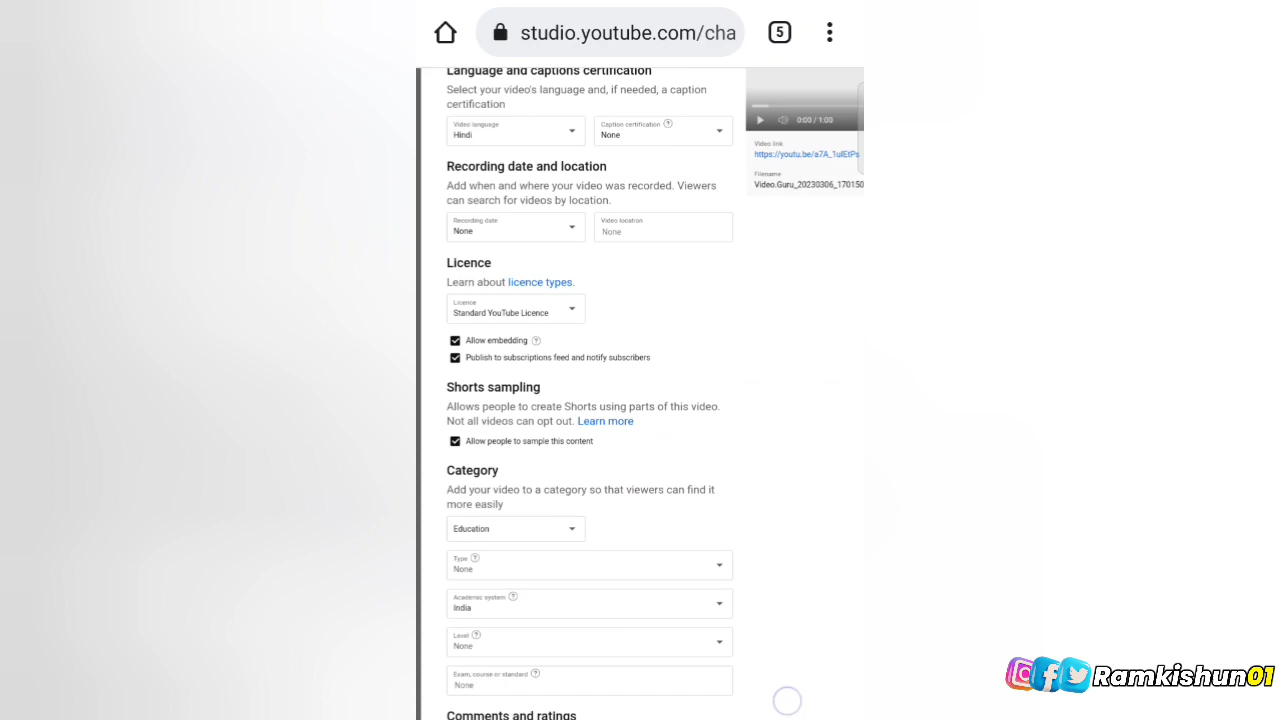 studio.youtube.com/cha
5
Language and captions certification
Select your video's language and, if needed, a caption
certification
Video language
Hindi
Caption certification
None
0:00 / 1:00
Video link
https://youtu.be/a7A_1ulEtPs
Filename
Video.Guru_20230306_170150
Recording date and location
Add when and where your video was recorded. Viewers
can search for videos by location.
Recording date
None
Video location
None
Licence
Learn about licence types.
Licence
Standard YouTube Licence
Allow embedding
Publish to subscriptions feed and notify subscribers
Shorts sampling
Allows people to create Shorts using parts of this video.
Not all videos can opt out. Learn more
Allow people to sample this content
Category
Add your video to a category so that viewers can find it
more easily
Education
Type
None
Academic system
India
Level
None
Exam, course or standard
None
Comments and ratings
Ramkishun01